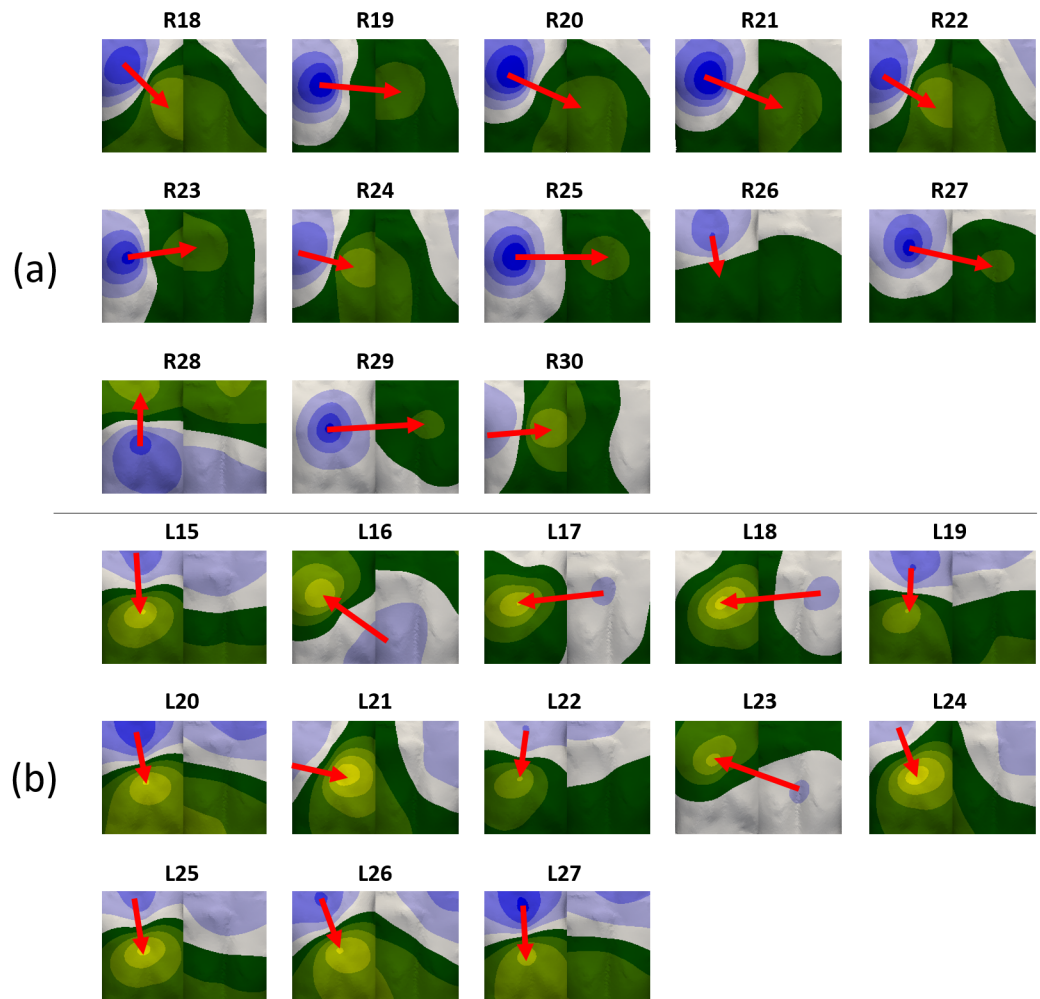 R18 R19 R20 R21 R22
R23 R24 R25 R26 R27
(a)
R28 R29 R30
L15 L16 L17 L18 L19
L20 L21 L22 L23 L24
(b)
L25 L26 L27